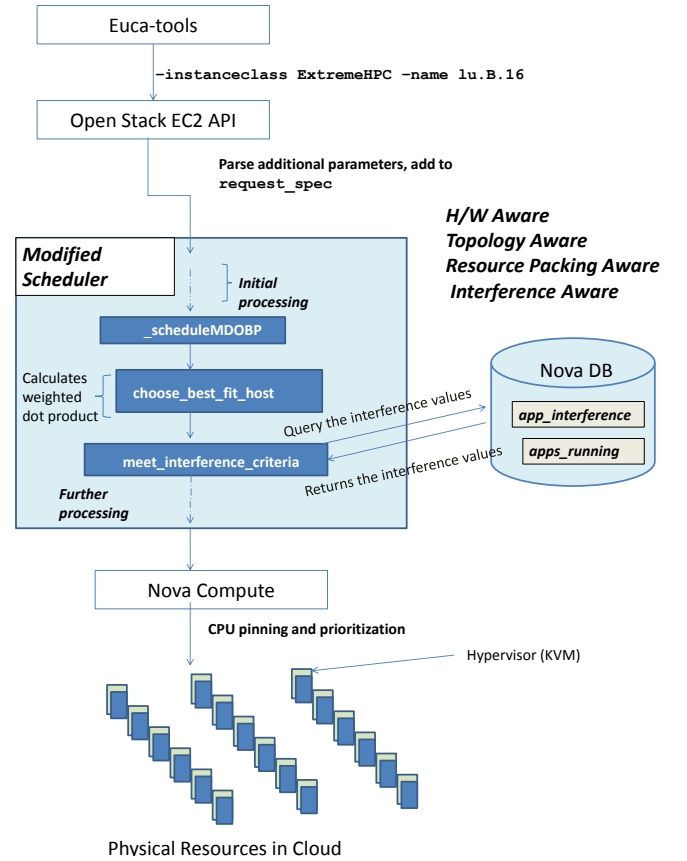 Euca-tools
–instanceclass ExtremeHPC –name lu.B.16
Open Stack EC2 API
Parse additional parameters, add to
request_spec
H/W Aware
Topology Aware
Resource Packing Aware
Interference Aware
Modified
Scheduler
Initial
processing
_scheduleMDOBP
Calculates
weighted
dot product
choose_best_fit_host
meet_interference_criteria
Query the interference values
Returns the interference values
Nova DB
app_interference
apps_running
Further
processing
Nova Compute
CPU pinning and prioritization
Hypervisor (KVM)
Physical Resources in Cloud